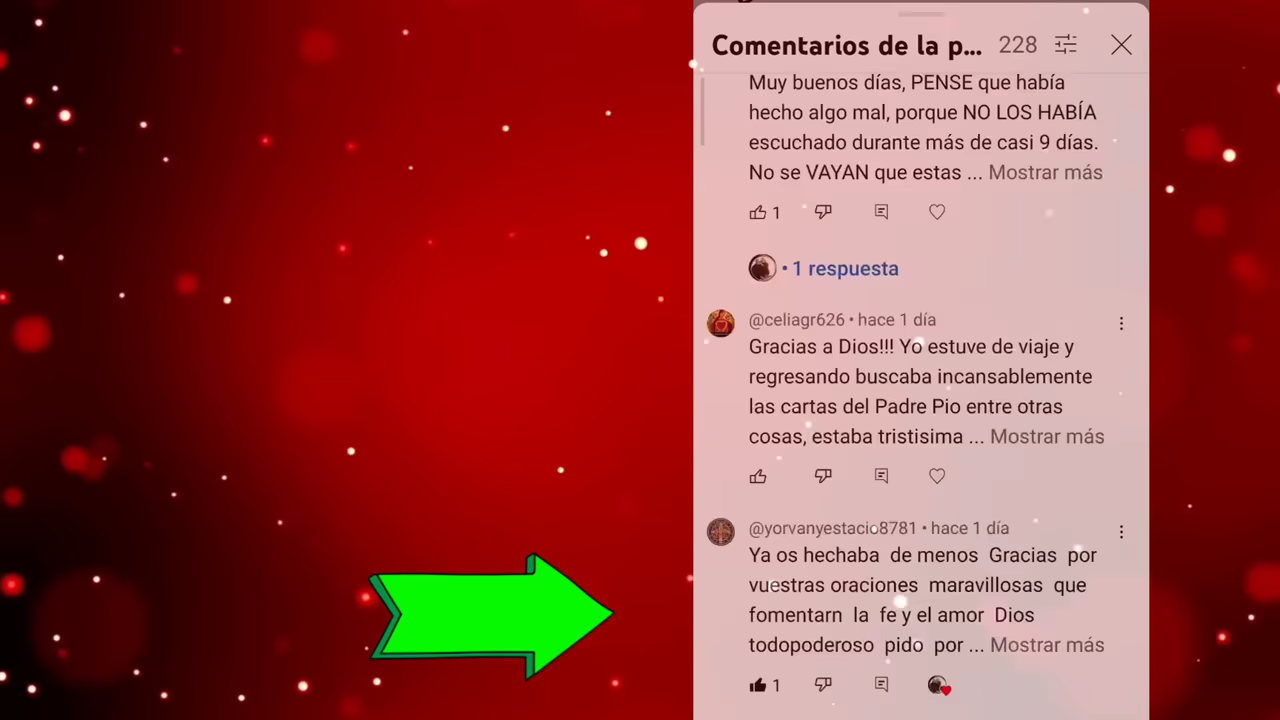 Comentarios de la p... 228
Muy buenos días, PENSE que había
hecho algo mal, porque NO LOS HABÍA
escuchado durante más de casi 9 días.
No se VAYAN que estas ... Mostrar más
1
• 1 respuesta
@celiagr626 • hace 1 día
Gracias a Dios!!! Yo estuve de viaje y
regresando buscaba incansablemente
las cartas del Padre Pio entre otras
cosas, estaba tristisima ... Mostrar más
@yorvanyestacio8781 • hace 1 día
Ya os hechaba de menos Gracias por
vuestras oraciones maravillosas que
fomentarn la fe y el amor Dios
todopoderoso pido por ... Mostrar más
1